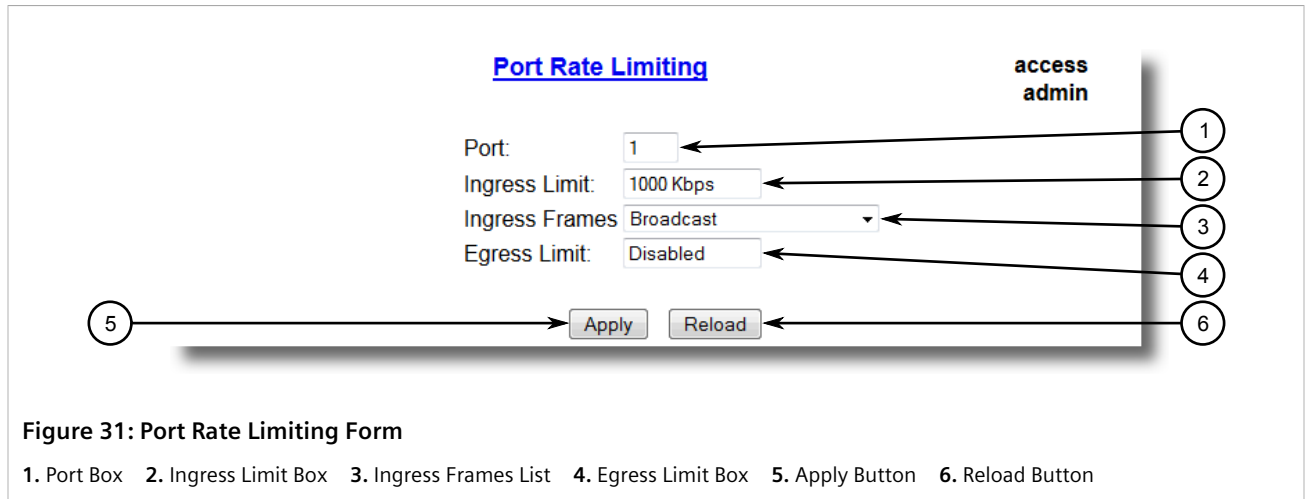 Port Rate Limiting
access
admin
Port: 1
Ingress Limit: 1000 Kbps
Ingress Frames Broadcast
Egress Limit: Disabled
Apply Reload
1
2
3
4
5
6
Figure 31: Port Rate Limiting Form
1. Port Box 2. Ingress Limit Box 3. Ingress Frames List 4. Egress Limit Box 5. Apply Button 6. Reload Button